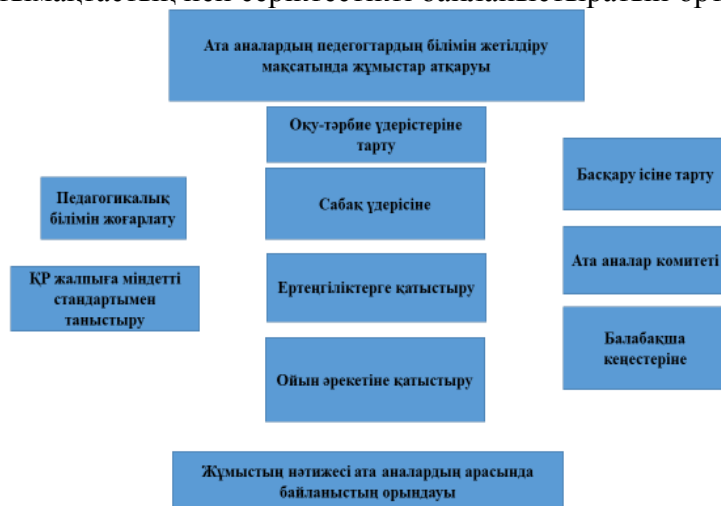 Ата аналардың педегогтардың білімін жетілдіру
мақсатында жұмыстар атқаруы
Оқу-тәрбие үдерістеріне
тарту
Педагогикалық
білімін жоғарлату
Сабақ үдерісіне
Басқару ісіне тарту
ҚР жалпыға міндетті
стандартымен
таныстыру
Ертеңгіліктерге қатыстыру
Ата аналар комитеті
Ойын әрекетіне қатыстыру
Балабақша
кеңестеріне
Жұмыстың нәтижесі ата аналардың арасында
байланыстың орындауы